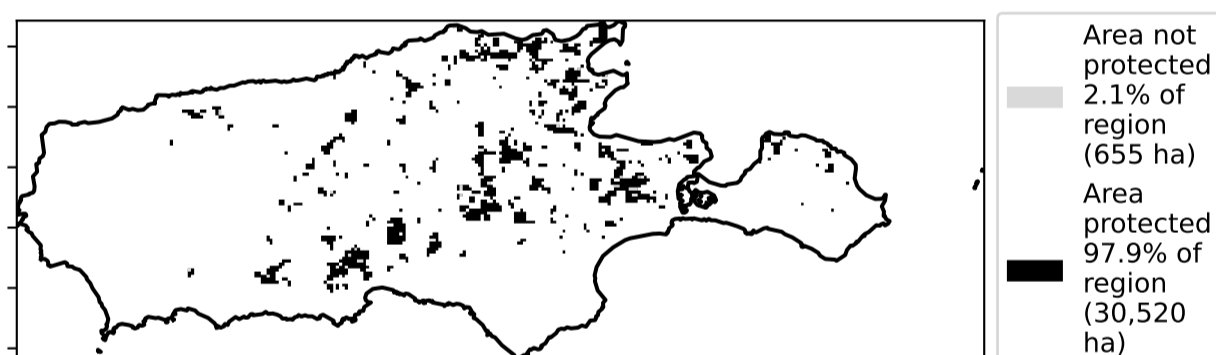 Area not
protected
2.1% of
region
(655 ha)
Area
protected
97.9% of
region
(30,520
ha)